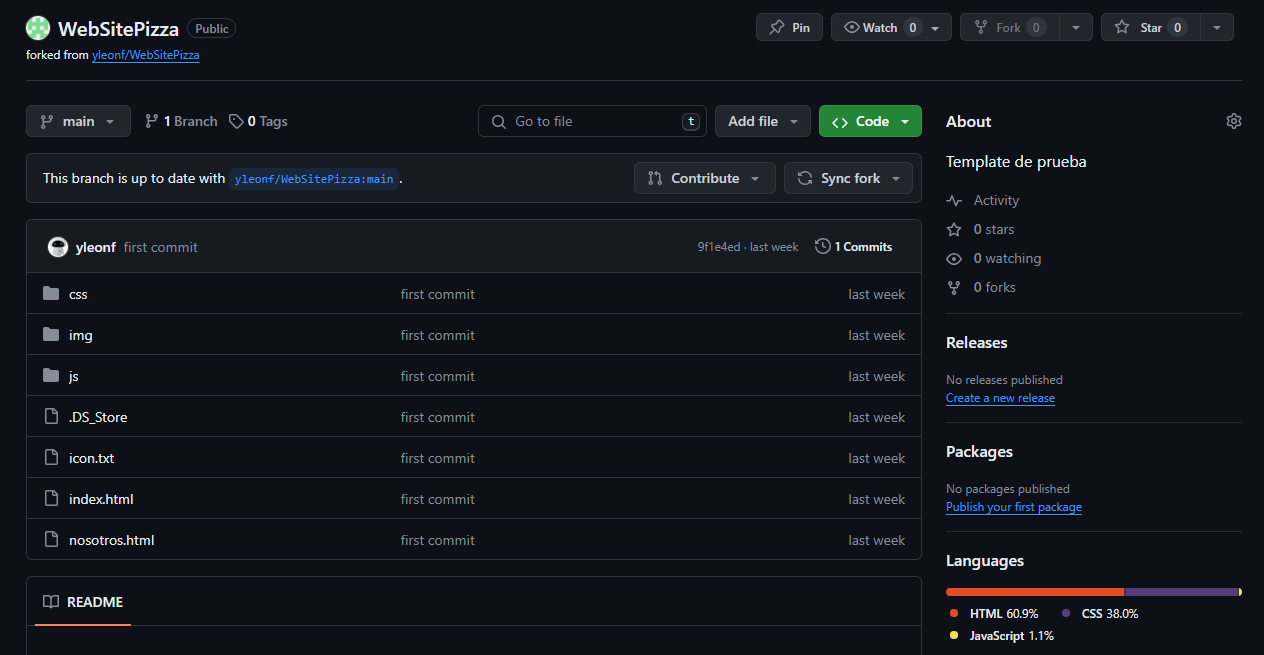 WebSitePizza Public Pin Watch 0 Fork 0 Star 0
forked from yleonf/WebSitePizza
main 1 Branch 0 Tags Go to file t Add file Code
This branch is up to date with yleonf/WebSitePizza:main . Contribute Sync fork
yleonf first commit 9f1e4ed · last week 1 Commits
css first commit last week
img first commit last week
js first commit last week
.DS_Store first commit last week
icon.txt first commit last week
index.html first commit last week
nosotros.html first commit last week
README
About
Template de prueba
Activity
0 stars
0 watching
0 forks
Releases
No releases published
Create a new release
Packages
No packages published
Publish your first package
Languages
HTML 60.9% CSS 38.0%
JavaScript 1.1%